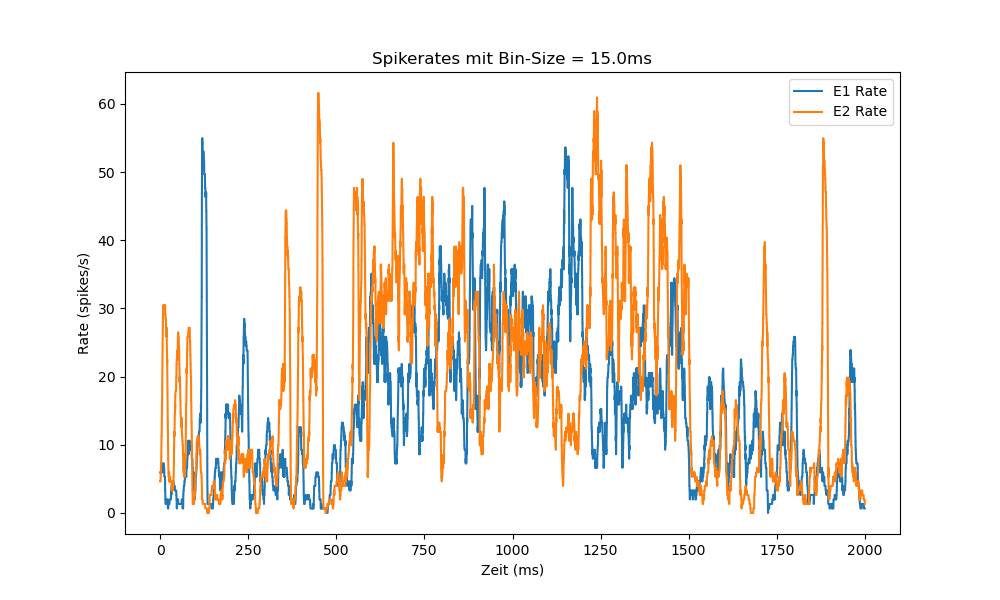 Spikerates mit Bin-Size = 15.0ms
E1 Rate
E2 Rate
60
50
40
30
20
10
0
Rate (spikes/s)
0 250 500 750 1000 1250 1500 1750 2000
Zeit (ms)